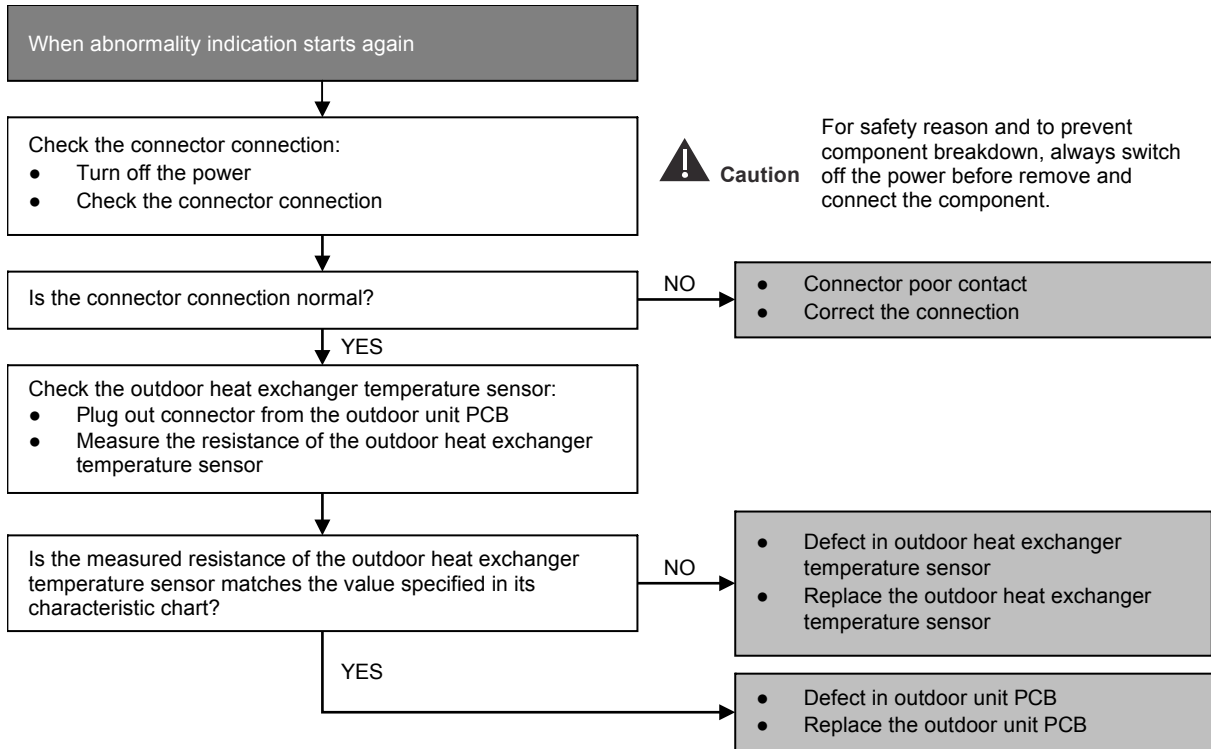 When abnormality indication starts again
Check the connector connection:
● Turn off the power
● Check the connector connection
Caution
For safety reason and to prevent
component breakdown, always switch
off the power before remove and
connect the component.
Is the connector connection normal?
NO
● Connector poor contact
● Correct the connection
YES
Check the outdoor heat exchanger temperature sensor:
● Plug out connector from the outdoor unit PCB
● Measure the resistance of the outdoor heat exchanger
temperature sensor
Is the measured resistance of the outdoor heat exchanger
temperature sensor matches the value specified in its
characteristic chart?
NO
● Defect in outdoor heat exchanger
temperature sensor
● Replace the outdoor heat exchanger
temperature sensor
YES
● Defect in outdoor unit PCB
● Replace the outdoor unit PCB